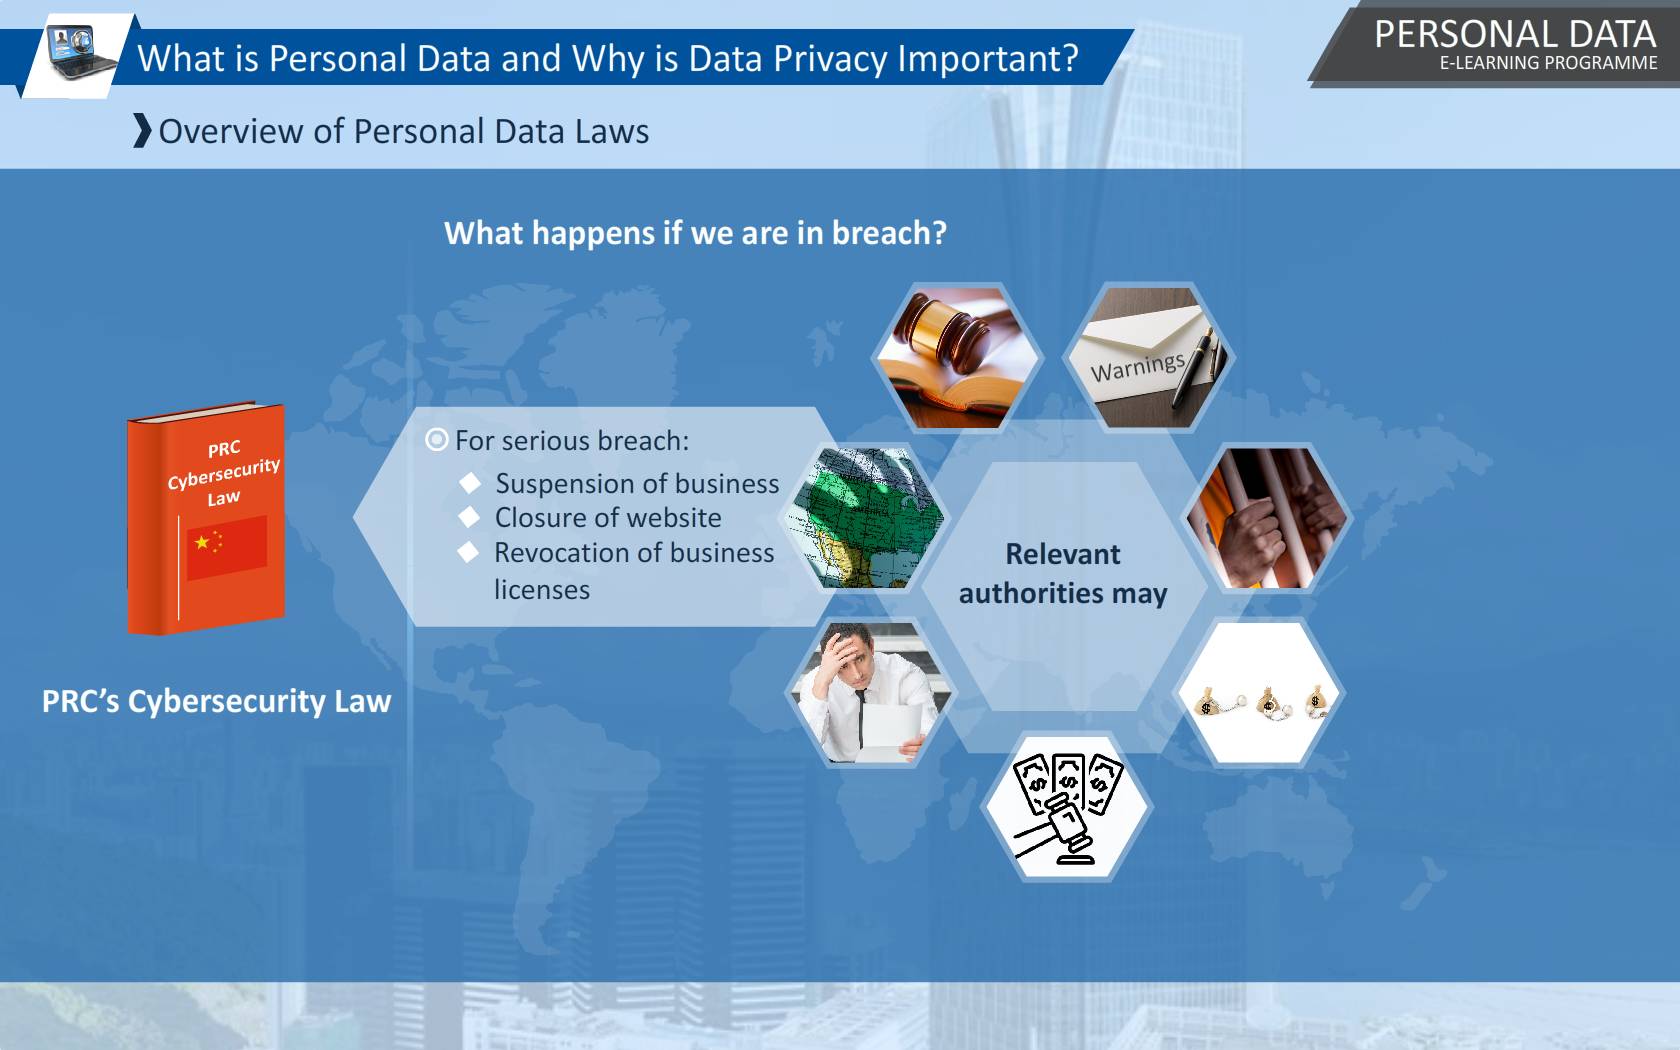 What is Personal Data and Why is Data Privacy Important?
PERSONAL DATA
E-LEARNING PROGRAMME
Overview of Personal Data Laws
What happens if we are in breach?
PRC
Cybersecurity
Law
For serious breach:
Suspension of business
Closure of website
Revocation of business
licenses
Warnings
Relevant
authorities may
PRC’s Cybersecurity Law